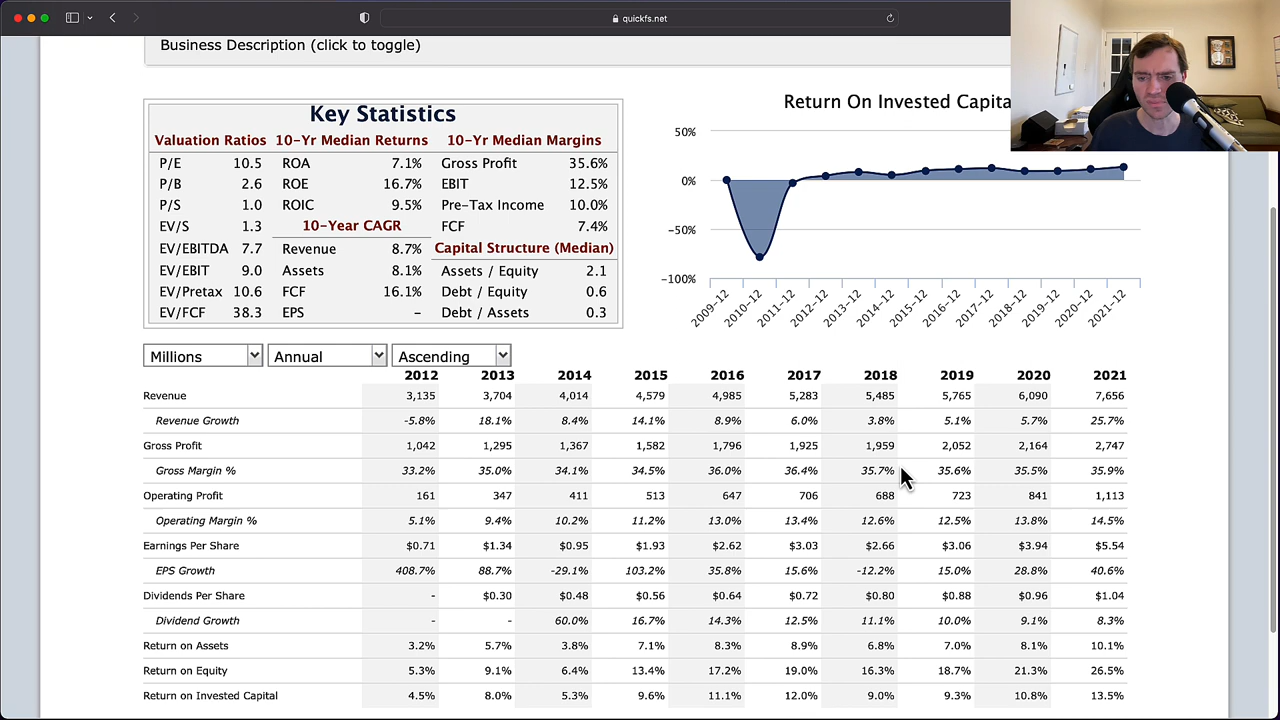 quickfs.net
Business Description (click to toggle)
Key Statistics
Valuation Ratios 10-Yr Median Returns 10-Yr Median Margins
P/E 10.5 ROA 7.1% Gross Profit 35.6%
P/B 2.6 ROE 16.7% EBIT 12.5%
P/S 1.0 ROIC 9.5% Pre-Tax Income 10.0%
EV/S 1.3 10-Year CAGR FCF 7.4%
EV/EBITDA 7.7 Revenue 8.7% Capital Structure (Median)
EV/EBIT 9.0 Assets 8.1% Assets / Equity 2.1
EV/Pretax 10.6 FCF 16.1% Debt / Equity 0.6
EV/FCF 38.3 EPS – Debt / Assets 0.3
Return On Invested Capita
50%
0%
−50%
−100%
2009-12 2010-12 2011-12 2012-12 2013-12 2014-12 2015-12 2016-12 2017-12 2018-12 2019-12 2020-12 2021-12
Millions Annual Ascending
2012 2013 2014 2015 2016 2017 2018 2019 2020 2021
Revenue 3,135 3,704 4,014 4,579 4,985 5,283 5,485 5,765 6,090 7,656
Revenue Growth -5.8% 18.1% 8.4% 14.1% 8.9% 6.0% 3.8% 5.1% 5.7% 25.7%
Gross Profit 1,042 1,295 1,367 1,582 1,796 1,925 1,959 2,052 2,164 2,747
Gross Margin % 33.2% 35.0% 34.1% 34.5% 36.0% 36.4% 35.7% 35.6% 35.5% 35.9%
Operating Profit 161 347 411 513 647 706 688 723 841 1,113
Operating Margin % 5.1% 9.4% 10.2% 11.2% 13.0% 13.4% 12.6% 12.5% 13.8% 14.5%
Earnings Per Share $0.71 $1.34 $0.95 $1.93 $2.62 $3.03 $2.66 $3.06 $3.94 $5.54
EPS Growth 408.7% 88.7% -29.1% 103.2% 35.8% 15.6% -12.2% 15.0% 28.8% 40.6%
Dividends Per Share - $0.30 $0.48 $0.56 $0.64 $0.72 $0.80 $0.88 $0.96 $1.04
Dividend Growth - - 60.0% 16.7% 14.3% 12.5% 11.1% 10.0% 9.1% 8.3%
Return on Assets 3.2% 5.7% 3.8% 7.1% 8.3% 8.9% 6.8% 7.0% 8.1% 10.1%
Return on Equity 5.3% 9.1% 6.4% 13.4% 17.2% 19.0% 16.3% 18.7% 21.3% 26.5%
Return on Invested Capital 4.5% 8.0% 5.3% 9.6% 11.1% 12.0% 9.0% 9.3% 10.8% 13.5%